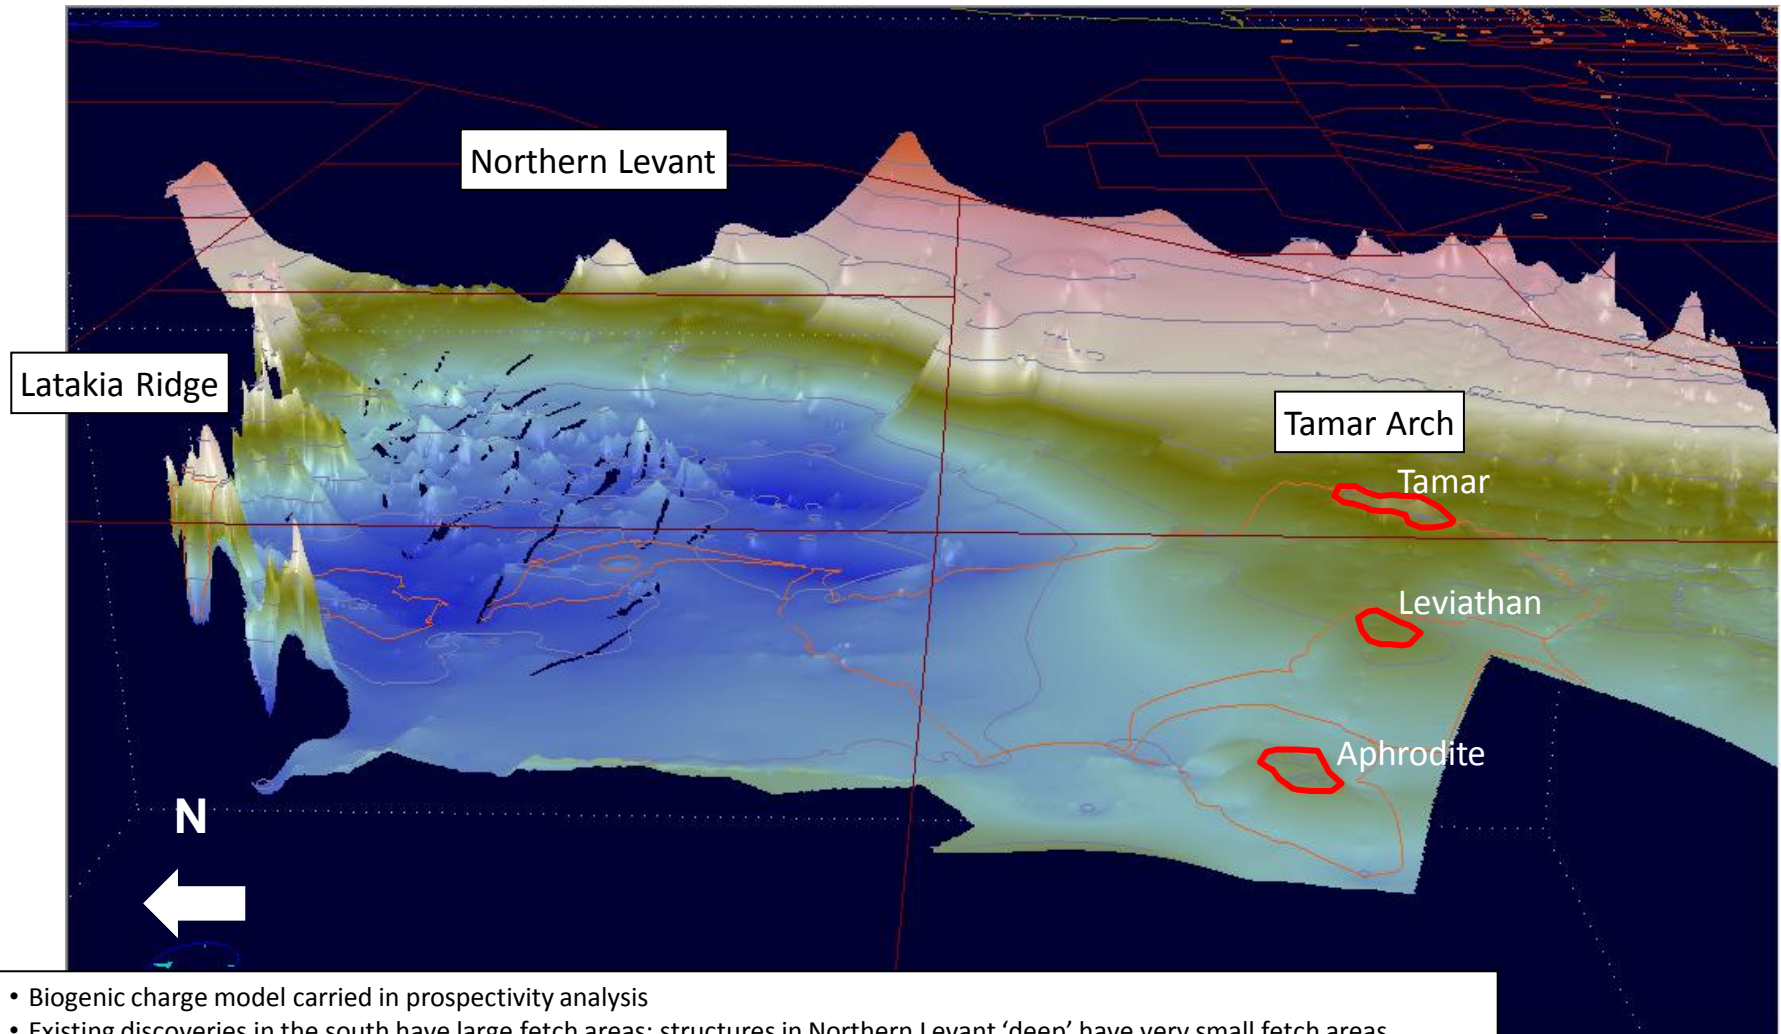 Northern Levant
Latakia Ridge
Tamar Arch
Tamar
Leviathan
Aphrodite
N
• Biogenic charge model carried in prospectivity analysis
• Existing discoveries in the south have large fetch areas; structures in Northern Levant ‘deep’ have very small fetch areas